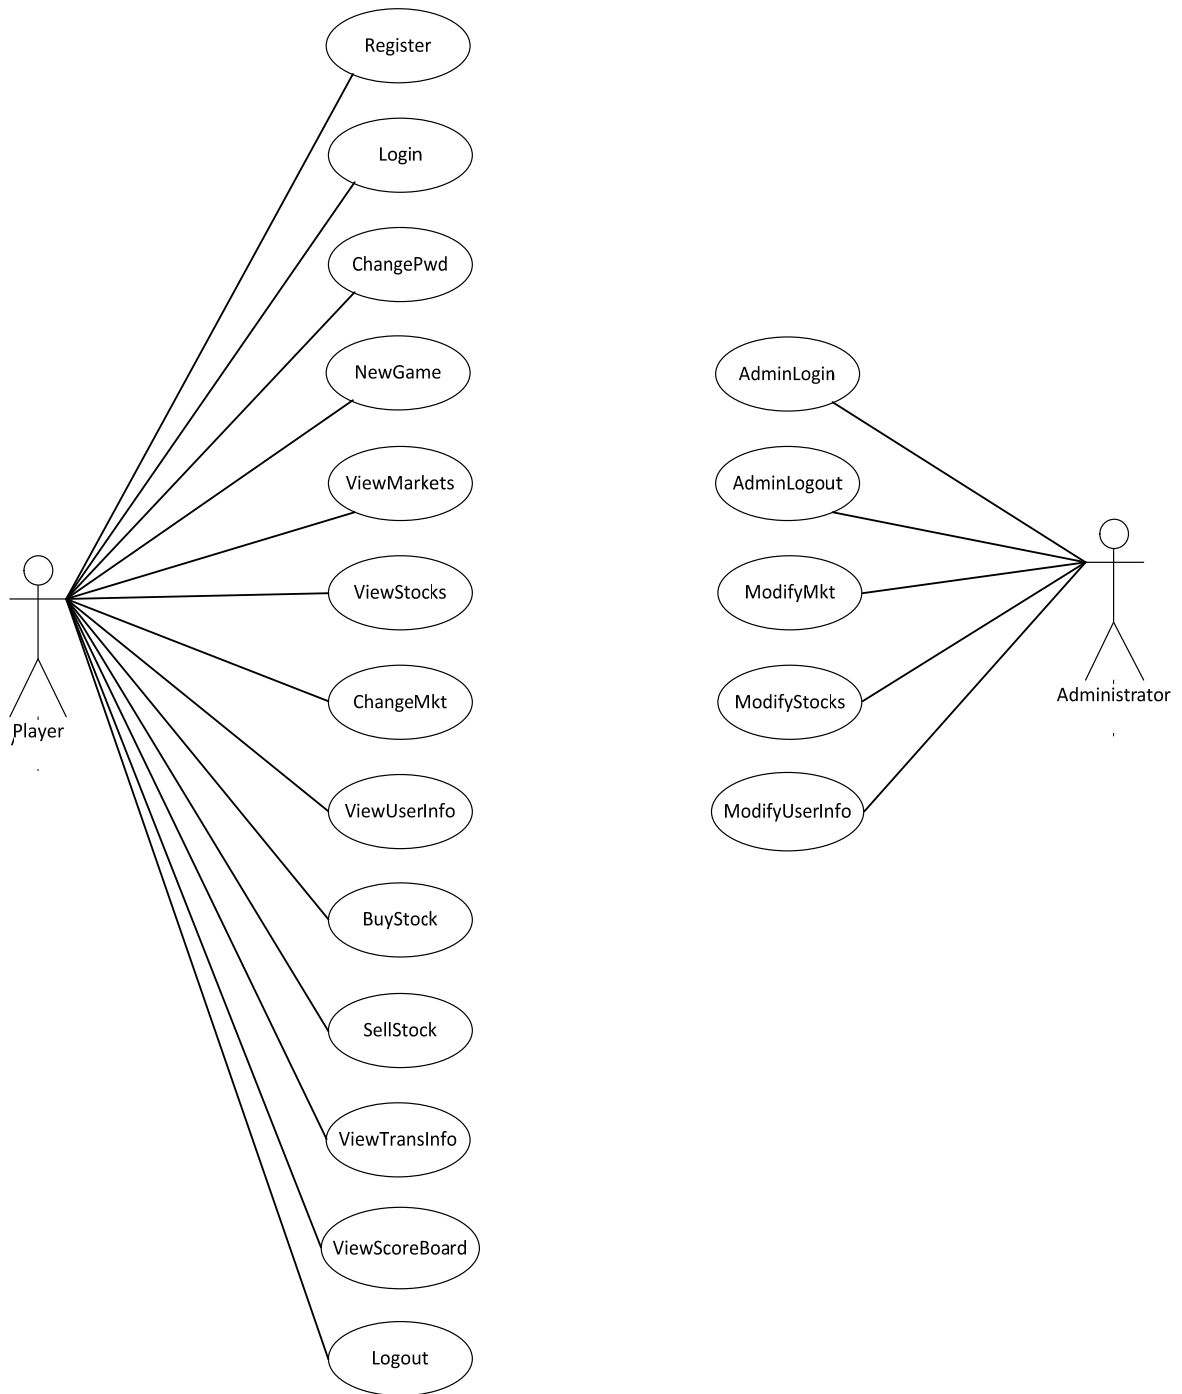 Register
Login
ChangePwd
NewGame
ViewMarkets
ViewStocks
ChangeMkt
ViewUserInfo
BuyStock
SellStock
ViewTransInfo
ViewScoreBoard
Logout
Player
AdminLogin
AdminLogout
ModifyMkt
ModifyStocks
ModifyUserInfo
Administrator